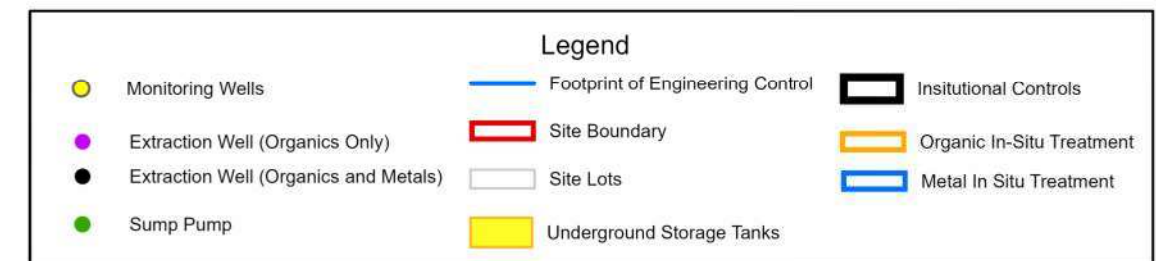 Legend
Monitoring Wells
Extraction Well (Organics Only)
Extraction Well (Organics and Metals)
Sump Pump
Footprint of Engineering Control
Site Boundary
Site Lots
Underground Storage Tanks
Insitutional Controls
Organic In-Situ Treatment
Metal In Situ Treatment